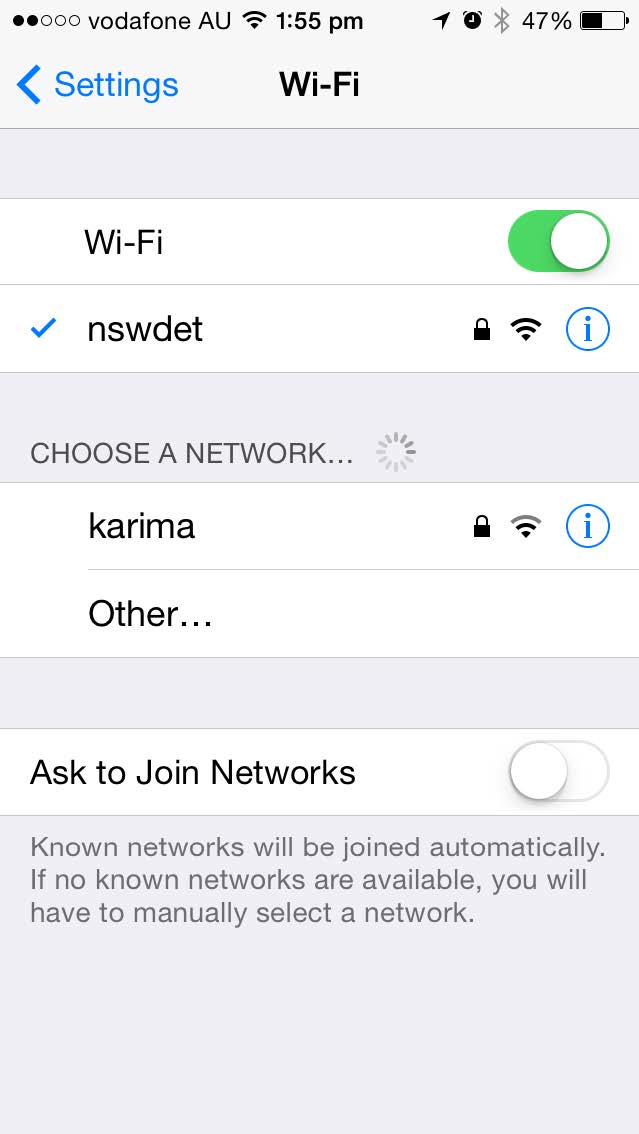 vodafone AU 1:55 pm 47%
Settings Wi-Fi
Wi-Fi
nswdet
CHOOSE A NETWORK...
karima
Other...
Ask to Join Networks
Known networks will be joined automatically.
If no known networks are available, you will
have to manually select a network.